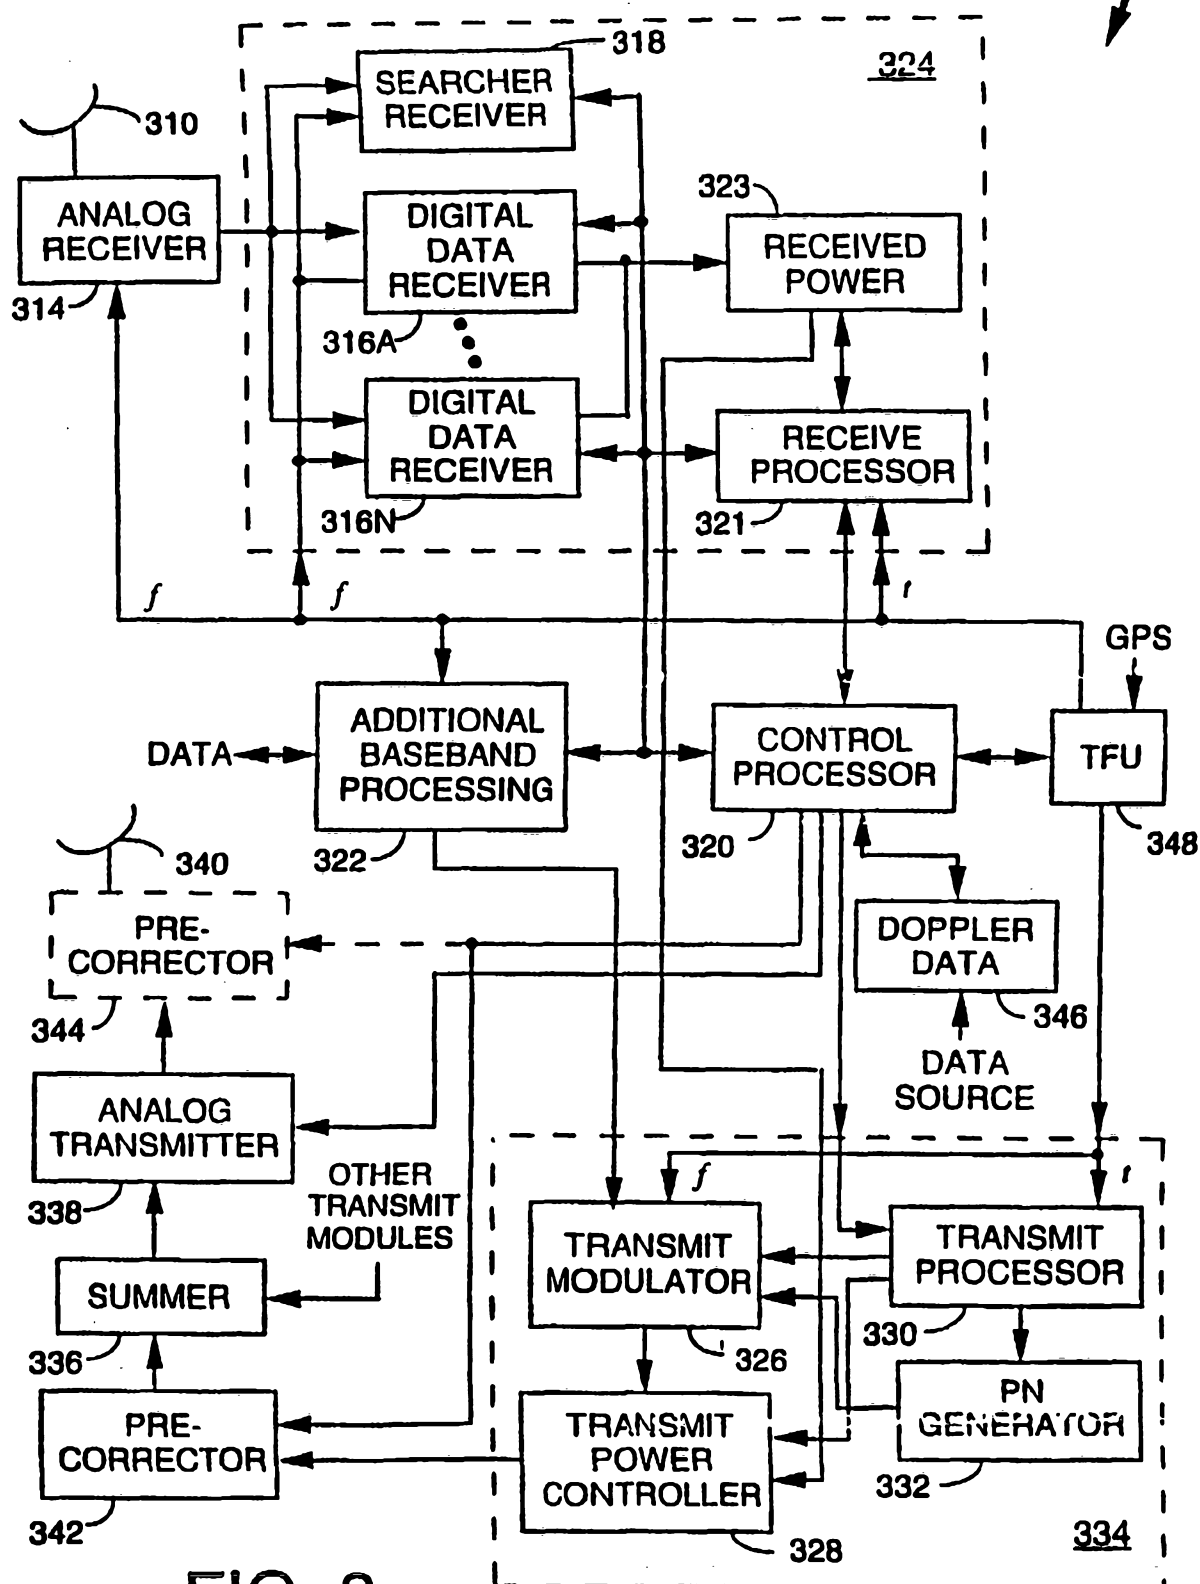 318
324
SEARCHER
RECEIVER
310
323
ANALOG
RECEIVER
DIGITAL
DATA
RECEIVER
RECEIVED
POWER
314
316A
DIGITAL
DATA
RECEIVER
RECEIVE
PROCESSOR
316N
321
f
f
t
GPS
ADDITIONAL
BASEBAND
PROCESSING
CONTROL
PROCESSOR
TFU
DATA
322
320
348
340
PRE-
CORRECTOR
DOPPLER
DATA
344
346
DATA
SOURCE
ANALOG
TRANSMITTER
OTHER
TRANSMIT
MODULES
f
t
338
TRANSMIT
MODULATOR
TRANSMIT
PROCESSOR
SUMMER
330
336
326
PRE-
CORRECTOR
TRANSMIT
POWER
CONTROLLER
PN
GENERATOR
332
342
328
334